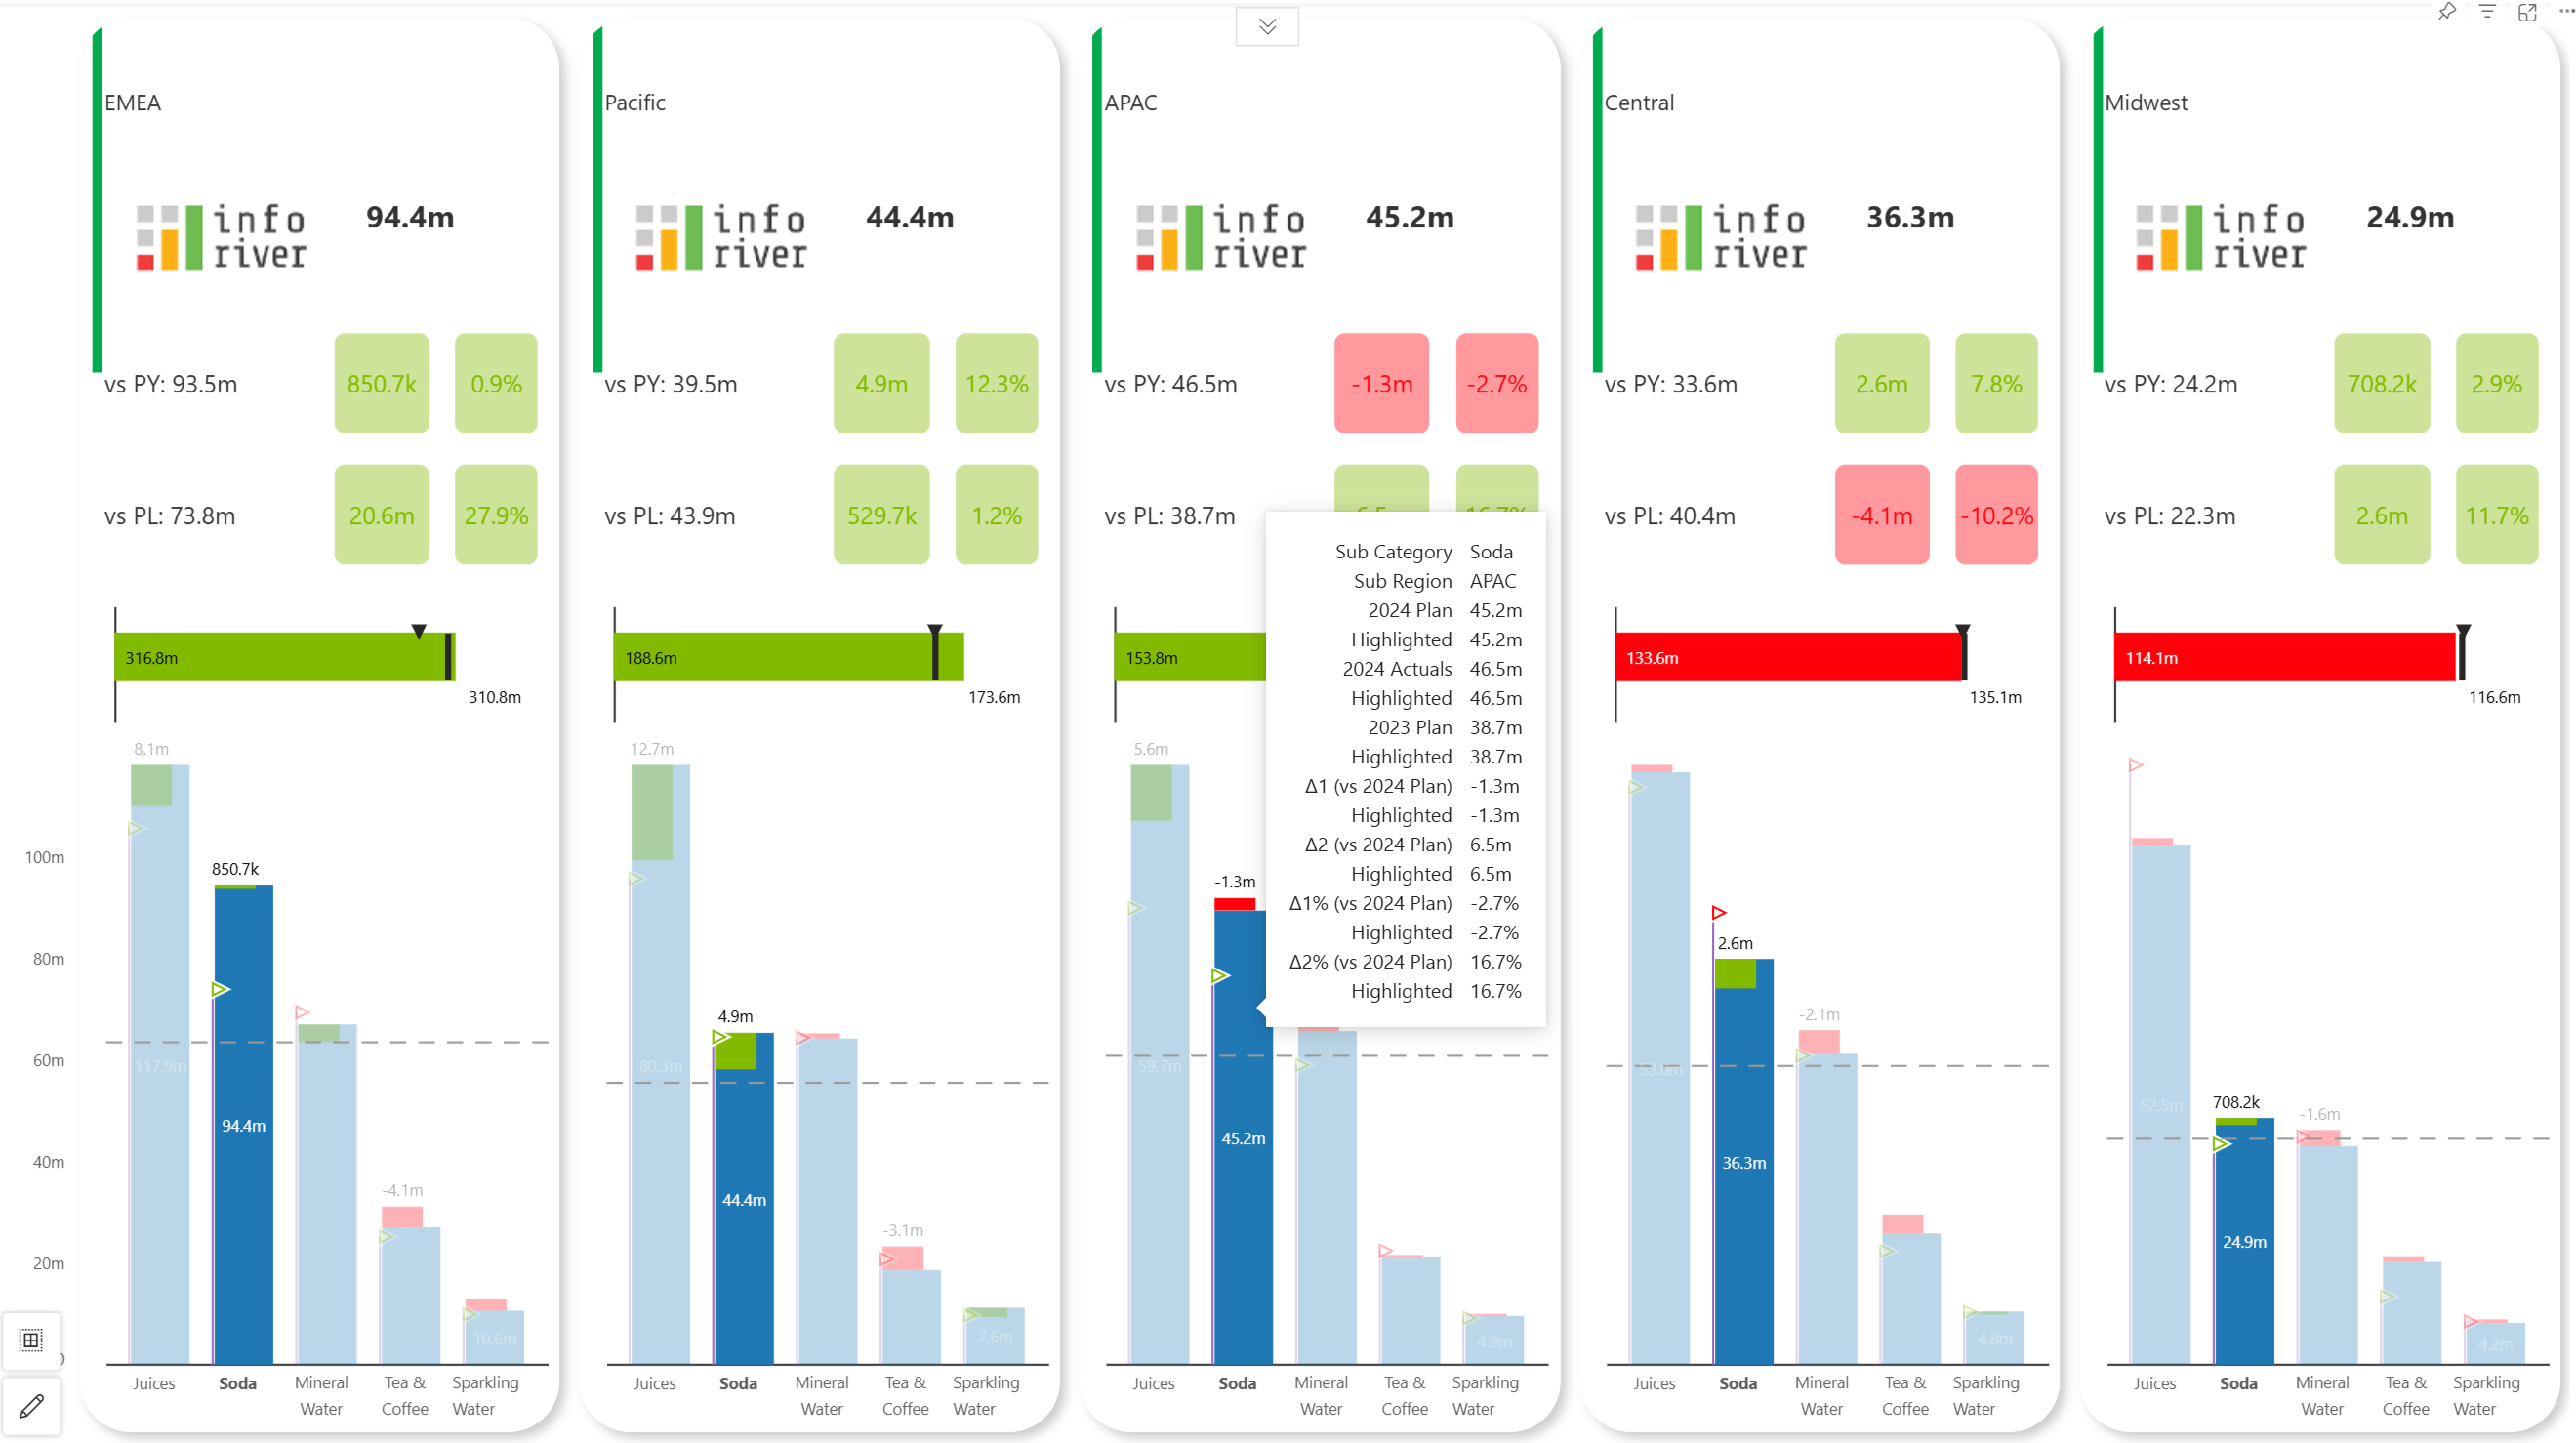 EMEA
info
river
94.4m
vs PY: 93.5m
850.7k
0.9%
vs PL: 73.8m
20.6m
27.9%
316.8m
310.8m
8.1m
100m
850.7k
80m
60m
117.9m
94.4m
40m
-4.1m
20m
10.6m
Juices
Soda
Mineral
Water
Tea &
Coffee
Sparkling
Water
Pacific
info
river
44.4m
vs PY: 39.5m
4.9m
12.3%
vs PL: 43.9m
529.7k
1.2%
188.6m
173.6m
12.7m
4.9m
80.3m
44.4m
-3.1m
7.6m
Juices
Soda
Mineral
Water
Tea &
Coffee
Sparkling
Water
APAC
info
river
45.2m
vs PY: 46.5m
-1.3m
-2.7%
vs PL: 38.7m
153.8m
5.6m
-1.3m
59.7m
45.2m
4.9m
Juices
Soda
Mineral
Water
Tea &
Coffee
Sparkling
Water
Sub Category Soda
Sub Region APAC
2024 Plan 45.2m
Highlighted 45.2m
2024 Actuals 46.5m
Highlighted 46.5m
2023 Plan 38.7m
Highlighted 38.7m
Δ1 (vs 2024 Plan) -1.3m
Highlighted -1.3m
Δ2 (vs 2024 Plan) 6.5m
Highlighted 6.5m
Δ1% (vs 2024 Plan) -2.7%
Highlighted -2.7%
Δ2% (vs 2024 Plan) 16.7%
Highlighted 16.7%
Central
info
river
36.3m
vs PY: 33.6m
2.6m
7.8%
vs PL: 40.4m
-4.1m
-10.2%
133.6m
135.1m
2.6m
-2.1m
36.3m
4.8m
Juices
Soda
Mineral
Water
Tea &
Coffee
Sparkling
Water
Midwest
info
river
24.9m
vs PY: 24.2m
708.2k
2.9%
vs PL: 22.3m
2.6m
11.7%
114.1m
116.6m
52.5m
708.2k
-1.6m
24.9m
4.2m
Juices
Soda
Mineral
Water
Tea &
Coffee
Sparkling
Water